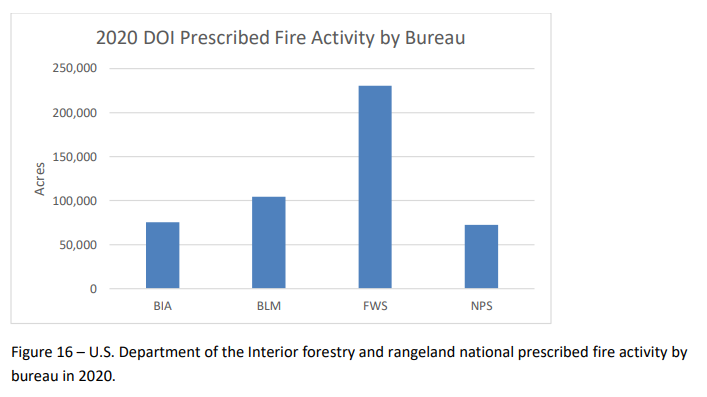 2020 DOI Prescribed Fire Activity by Bureau
250,000
200,000
150,000
100,000
50,000
0
Acres
BIA BLM FWS NPS
Figure 16 – U.S. Department of the Interior forestry and rangeland national prescribed fire activity by
bureau in 2020.